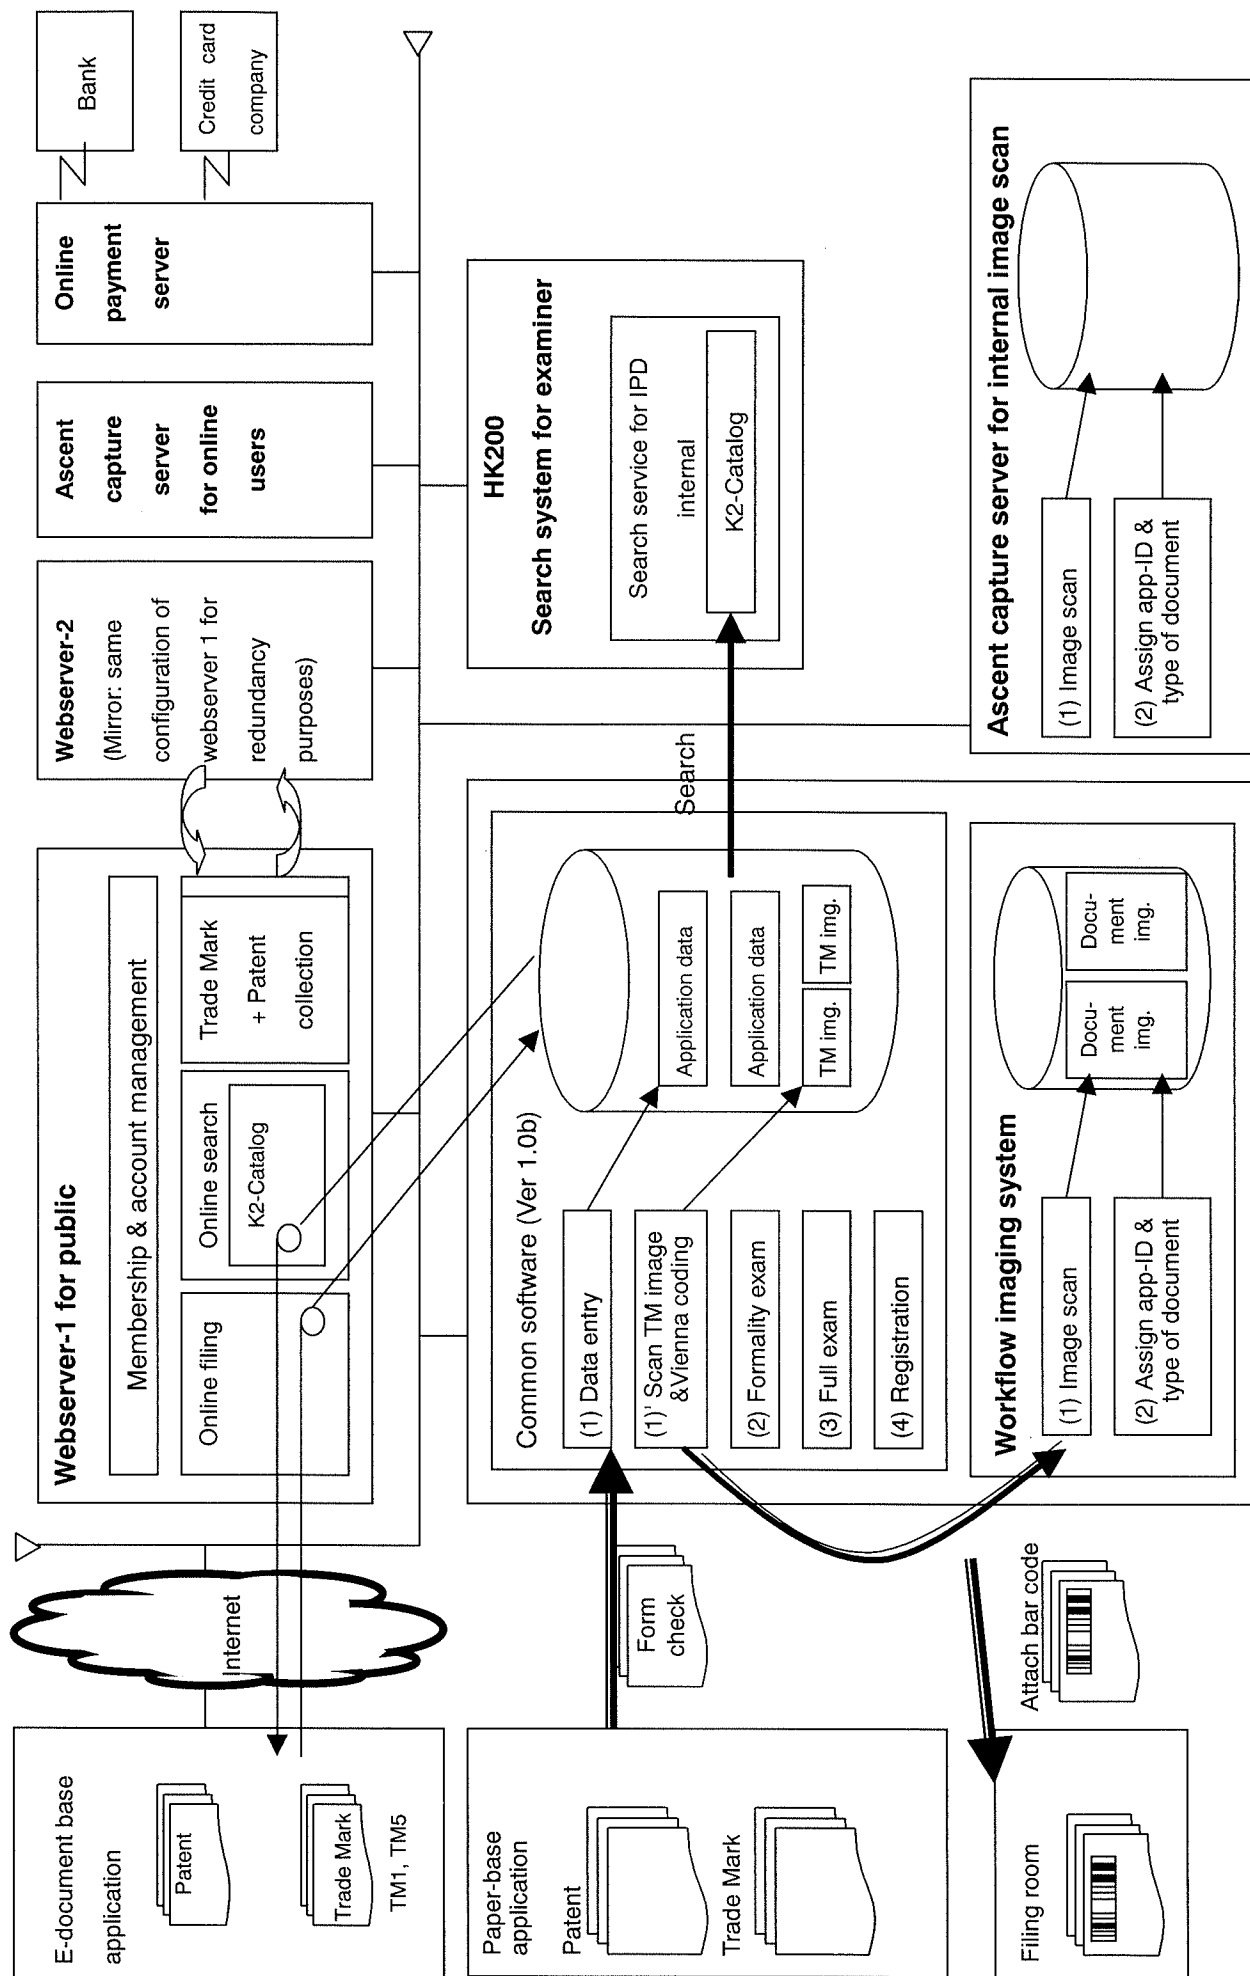 E-document base
application
Patent
Trade Mark
TM1, TM5
Internet
Webserver-1 for public
Membership & account management
Online filing
Online search
K2-Catalog
Trade Mark
+ Patent
collection
Webserver-2
(Mirror: same
configuration of
webserver 1 for
redundancy
purposes)
Ascent
capture
server
for online
users
Online
payment
server
Bank
Credit card
company
Paper-base
application
Patent
Trade Mark
Form
check
Common software (Ver 1.0b)
(1) Data entry
(1)' Scan TM image
&Vienna coding
(2) Formality exam
(3) Full exam
(4) Registration
Application data
Application data
TM img.
TM img.
Search
HK200
Search system for examiner
Search service for IPD
internal
K2-Catalog
Filing room
Attach bar code
Workflow imaging system
(1) Image scan
(2) Assign app-ID &
type of document
Docu-
ment
img.
Docu-
ment
img.
Ascent capture server for internal image scan
(1) Image scan
(2) Assign app-ID &
type of document